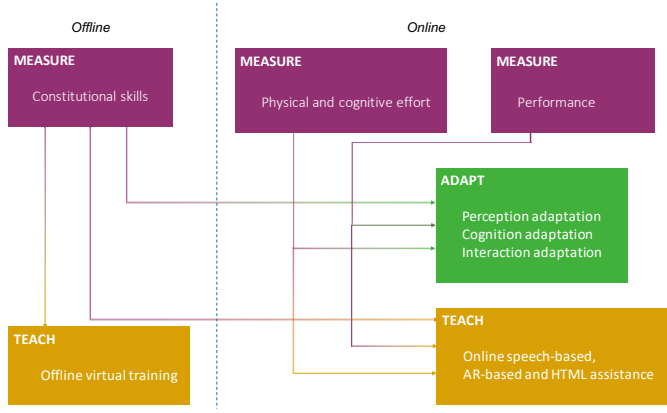 Offline
Online
MEASURE
Constitutional skills
MEASURE
Physical and cognitive effort
MEASURE
Performance
ADAPT
Perception adaptation
Cognition adaptation
Interaction adaptation
TEACH
Offline virtual training
TEACH
Online speech-based,
AR-based and HTML assistance